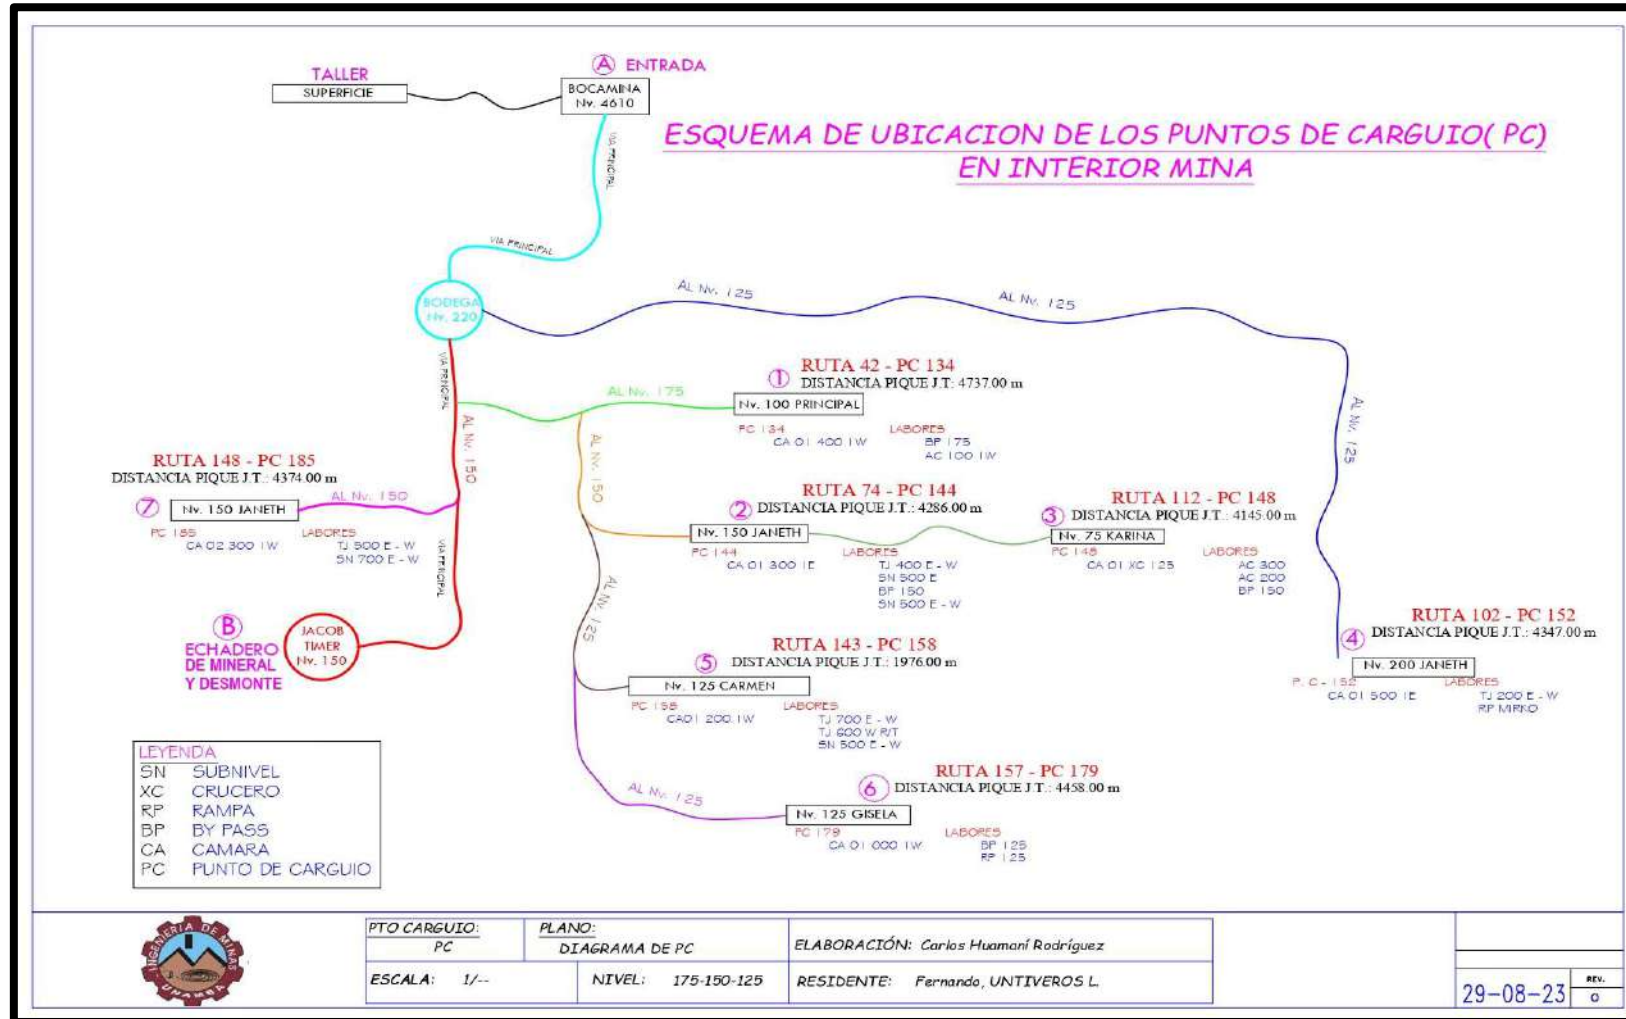 TALLER
SUPERFICIE
A ENTRADA
BOCAMINA
Nv. 4610
ESQUEMA DE UBICACION DE LOS PUNTOS DE CARGUIO( PC)
EN INTERIOR MINA
VIA PRINCIPAL
VIA PRINCIPAL
BODEGA
Nv. 220
AL Nv. 125
AL Nv. 125
AL Nv. 125
VIA PRINCIPAL
AL Nv. 150
VIA PRINCIPAL
AL Nv. 175
RUTA 42 - PC 134
1 DISTANCIA PIQUE J.T: 4737.00 m
Nv. 100 PRINCIPAL
PC 134 LABORES
CA 01 400 1W BP 175
AC 100 1W
RUTA 148 - PC 185
DISTANCIA PIQUE J.T.: 4374.00 m
7 Nv. 150 JANETH
AL Nv. 150
PC 185 LABORES
CA 02 300 1W TJ 500 E - W
SN 700 E - W
AL Nv. 150
RUTA 74 - PC 144
2 DISTANCIA PIQUE J.T.: 4286.00 m
Nv. 150 JANETH
PC 144 LABORES
CA 01 300 1E TJ 400 E - W
SN 500 E
BP 150
SN 500 E - W
RUTA 112 - PC 148
3 DISTANCIA PIQUE J.T.: 4145.00 m
Nv. 75 KARINA
PC 148 LABORES
CA 01 XC 125 AC 300
AC 200
BP 150
RUTA 102 - PC 152
4 DISTANCIA PIQUE J.T.: 4347.00 m
Nv. 200 JANETH
P. C - 152 LABORES
CA 01 500 1E TJ 200 E - W
RP MIRKO
B
ECHADERO
DE MINERAL
Y DESMONTE
JACOB
TIMER
Nv. 150
AL Nv. 125
RUTA 143 - PC 158
5 DISTANCIA PIQUE J.T.: 1976.00 m
Nv. 125 CARMEN
PC 158 LABORES
CA01 200 1W TJ 700 E - W
TJ 600 W R/T
SN 500 E - W
AL Nv. 125
RUTA 157 - PC 179
6 DISTANCIA PIQUE J.T.: 4458.00 m
Nv. 125 GISELA
PC 179 LABORES
CA 01 000 1W BP 125
RP 125
LEYENDA
SN SUBNIVEL
XC CRUCERO
RP RAMPA
BP BY PASS
CA CAMARA
PC PUNTO DE CARGUIO
INGENIERIA DE MINAS
UNAMBA
PTO CARGUIO:
PC
PLANO:
DIAGRAMA DE PC
ELABORACIÓN: Carlos Huamaní Rodríguez
ESCALA: 1/--
NIVEL: 175-150-125
RESIDENTE: Fernando, UNTIVEROS L.
29-08-23
REV.
0